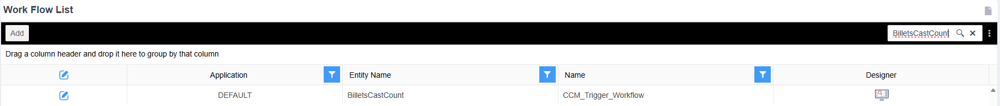 Work Flow List
Add
BilletsCastCount
Drag a column header and drop it here to group by that column
Application Entity Name Name Designer
DEFAULT BilletsCastCount CCM_Trigger_Workflow